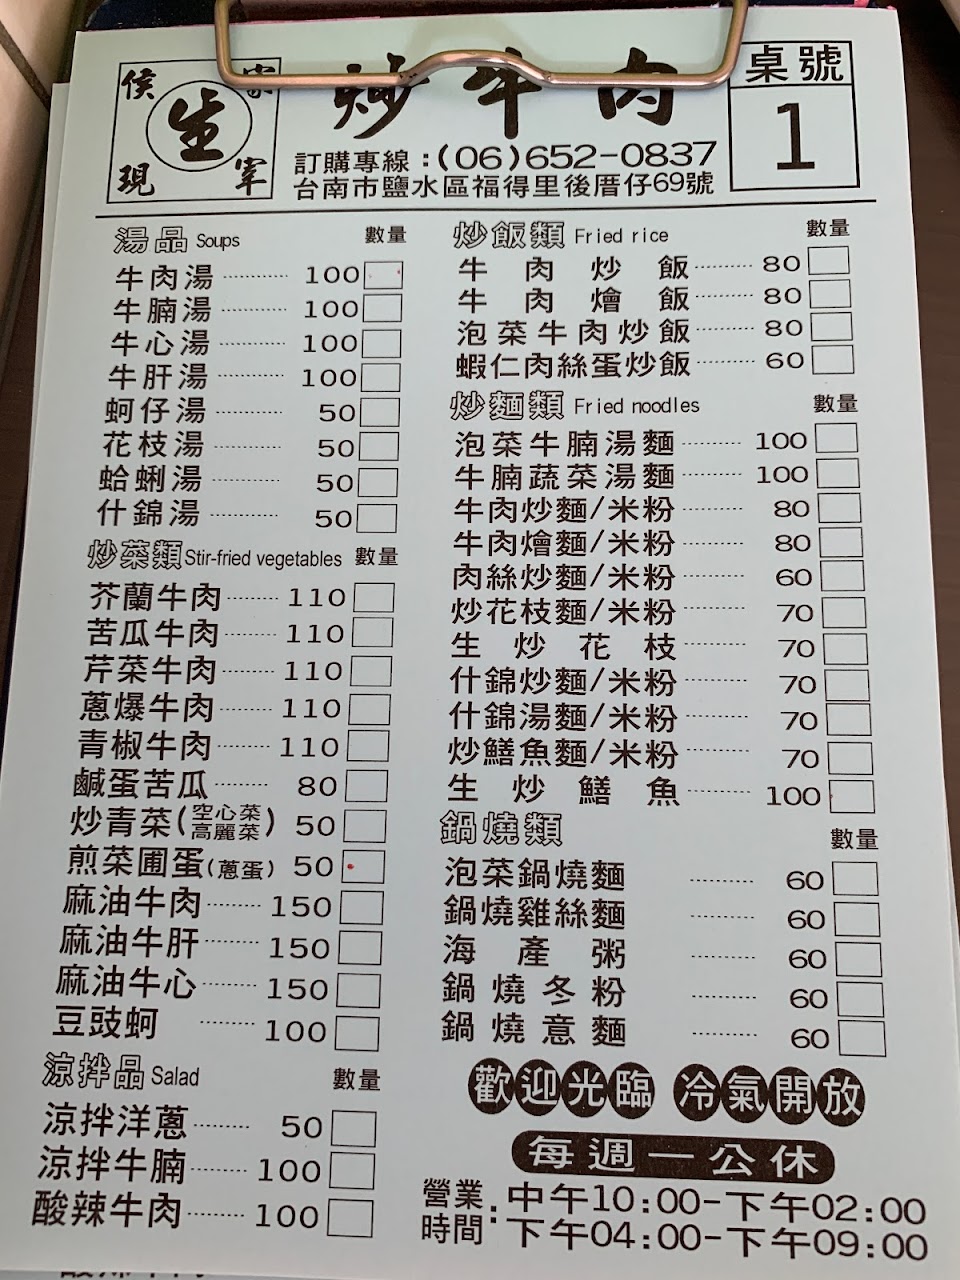 侯家
生
現宰
炒牛肉
桌號
1
訂購專線：(06)652-0837
台南市鹽水區福得里後厝仔69號
湯品 Soups 數量
牛肉湯 100
牛腩湯 100
牛心湯 100
牛肝湯 100
蚵仔湯 50
花枝湯 50
蛤蜊湯 50
什錦湯 50
炒菜類 Stir-fried vegetables 數量
芥蘭牛肉 110
苦瓜牛肉 110
芹菜牛肉 110
蔥爆牛肉 110
青椒牛肉 110
鹹蛋苦瓜 80
炒青菜(空心菜 高麗菜) 50
煎菜圃蛋(蔥蛋) 50
麻油牛肉 150
麻油牛肝 150
麻油牛心 150
豆豉蚵 100
涼拌品 Salad 數量
涼拌洋蔥 50
涼拌牛腩 100
酸辣牛肉 100
炒飯類 Fried rice 數量
牛肉炒飯 80
牛肉燴飯 80
泡菜牛肉炒飯 80
蝦仁肉絲蛋炒飯 60
炒麵類 Fried noodles 數量
泡菜牛腩湯麵 100
牛腩蔬菜湯麵 100
牛肉炒麵/米粉 80
牛肉燴麵/米粉 80
肉絲炒麵/米粉 60
炒花枝麵/米粉 70
生炒花枝 70
什錦炒麵/米粉 70
什錦湯麵/米粉 70
炒鱔魚麵/米粉 70
生炒鱔魚 100
鍋燒類 數量
泡菜鍋燒麵 60
鍋燒雞絲麵 60
海產粥 60
鍋燒冬粉 60
鍋燒意麵 60
歡迎光臨 冷氣開放
每週一公休
營業時間：中午10:00-下午02:00
下午04:00-下午09:00